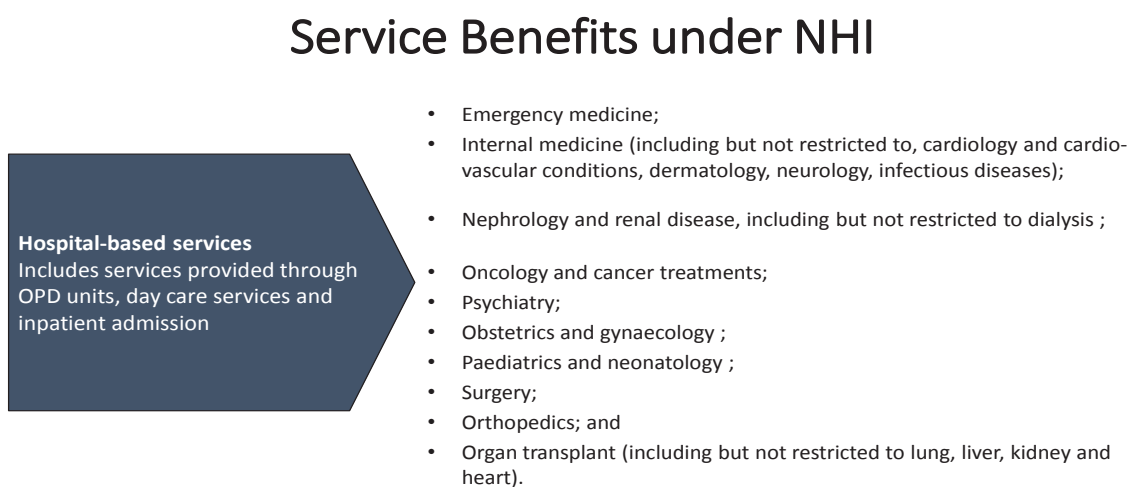 Service Benefits under NHI
Hospital-based services
Includes services provided through
OPD units, day care services and
inpatient admission
• Emergency medicine;
• Internal medicine (including but not restricted to, cardiology and cardio-
vascular conditions, dermatology, neurology, infectious diseases);
• Nephrology and renal disease, including but not restricted to dialysis ;
• Oncology and cancer treatments;
• Psychiatry;
• Obstetrics and gynaecology ;
• Paediatrics and neonatology ;
• Surgery;
• Orthopedics; and
• Organ transplant (including but not restricted to lung, liver, kidney and
heart).